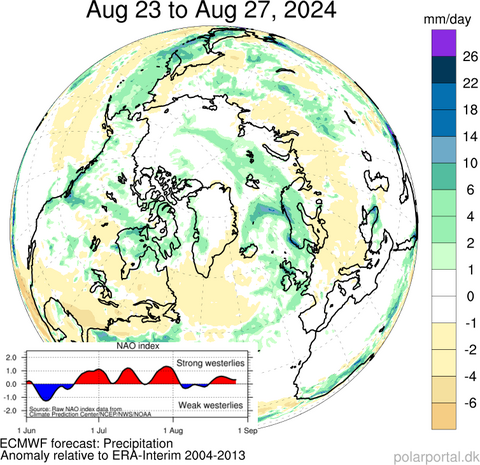 Aug 23 to Aug 27, 2024
mm/day
26
22
18
14
10
6
4
2
1
0
-1
-2
-4
-6
NAO index
2.0
1.0
0.0
-1.0
-2.0
Strong westerlies
Weak westerlies
Source: Raw NAO index data from
Climate Prediction Center/NCEP/NWS/NOAA
1 Jun
1 Jul
1 Aug
1 Sep
ECMWF forecast: Precipitation
Anomaly relative to ERA-Interim 2004-2013
polarportal.dk